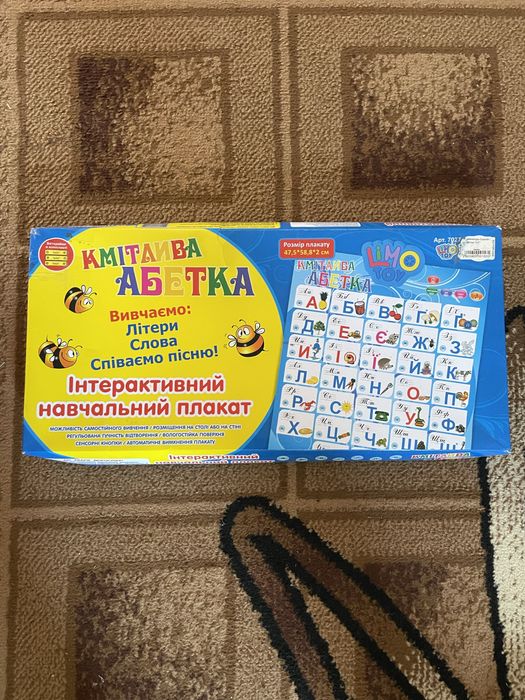 КМІТЛИВА
АБЕТКА
Вивчаємо:
Літери
Слова
Співаємо пісню!
Інтерактивний
навчальний плакат
МОЖЛИВІСТЬ САМОСТІЙНОГО ВИВЧЕННЯ / РОЗМІЩЕННЯ НА СТОЛІ АБО НА СТІНІ
РЕГУЛЬОВАНА ГУЧНІСТЬ ВІДТВОРЕННЯ / ВОЛОГОСТІЙКА ПОВЕРХНЯ
СЕНСОРНІ КНОПКИ / АВТОМАТИЧНЕ ВИМКНЕННЯ ПЛАКАТУ
Розмір плакату
47,5*58,8*2 см
LIMO
TOY
Арт.
КМІТЛИВА
АБЕТКА
А Б В Г Ґ
Д Е Є Ж З
И І Ї Й К
Л М Н О П
Р С Т У Ф
Х Ц Ч Ш Щ
Інтерактивний